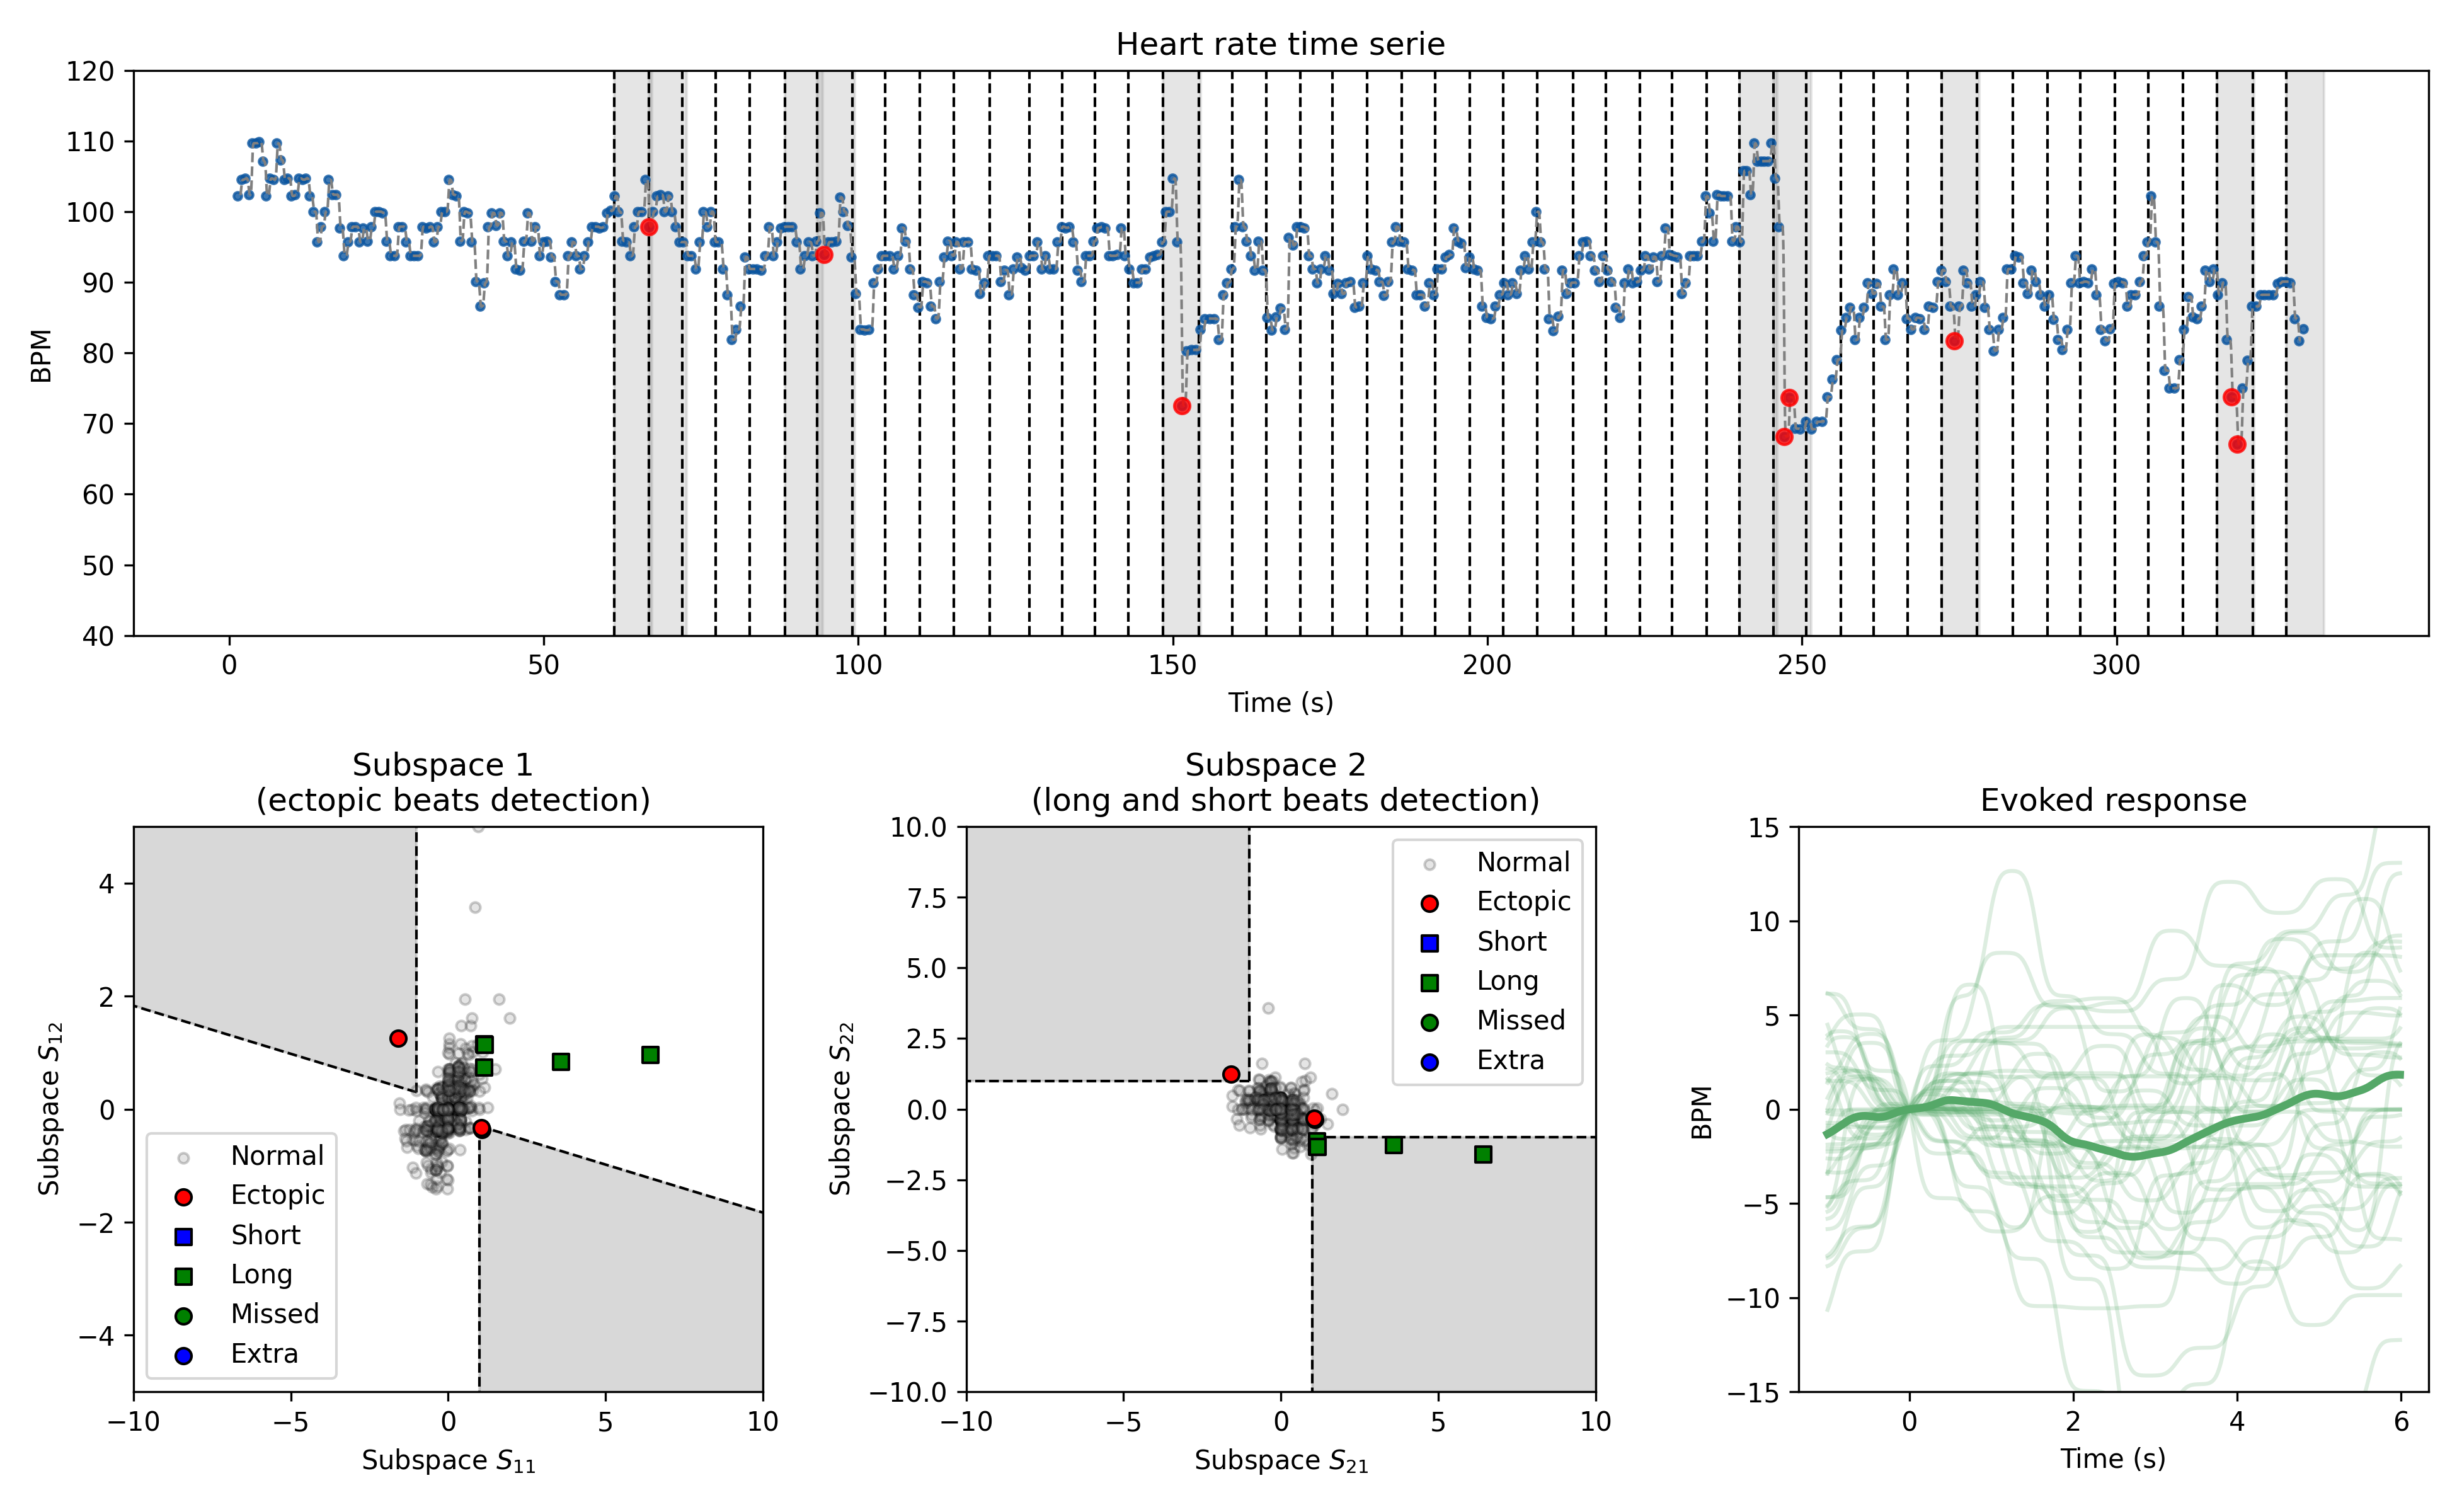 Heart rate time serie
120
110
100
90
80
70
60
50
40
BPM
0
50
100
150
200
250
300
Time (s)
Subspace 1
(ectopic beats detection)
4
2
0
−2
−4
Subspace S12
Normal
Ectopic
Short
Long
Missed
Extra
−10
−5
0
5
10
Subspace S11
Subspace 2
(long and short beats detection)
10.0
7.5
5.0
2.5
0.0
−2.5
−5.0
−7.5
−10.0
Subspace S22
Normal
Ectopic
Short
Long
Missed
Extra
−10
−5
0
5
10
Subspace S21
Evoked response
15
10
5
0
−5
−10
−15
BPM
0
2
4
6
Time (s)